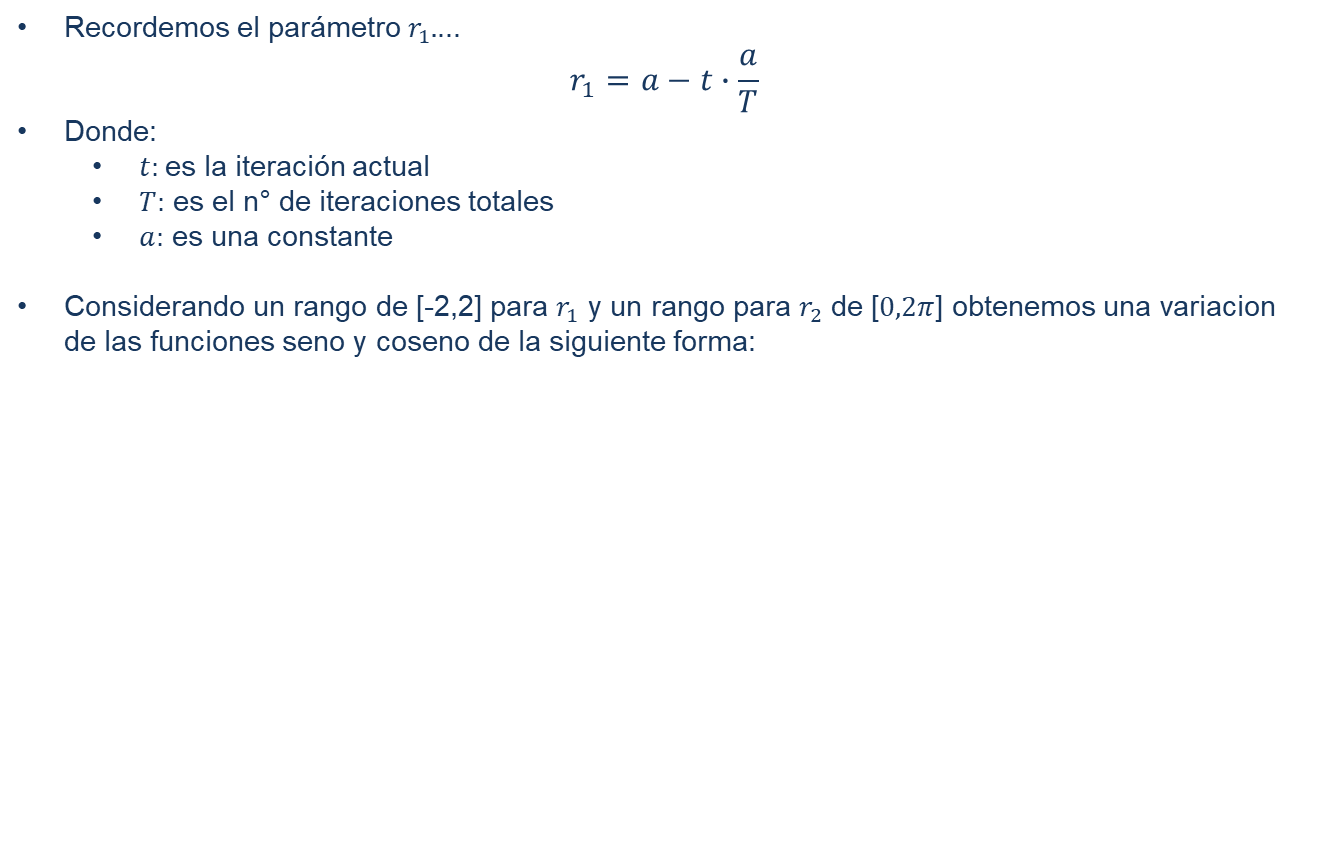 • Recordemos el parámetro r₁....
r₁ = a − t · a/T
• Donde:
• t: es la iteración actual
• T: es el n° de iteraciones totales
• a: es una constante
• Considerando un rango de [-2,2] para r₁ y un rango para r₂ de [0,2π] obtenemos una variacion
de las funciones seno y coseno de la siguiente forma: